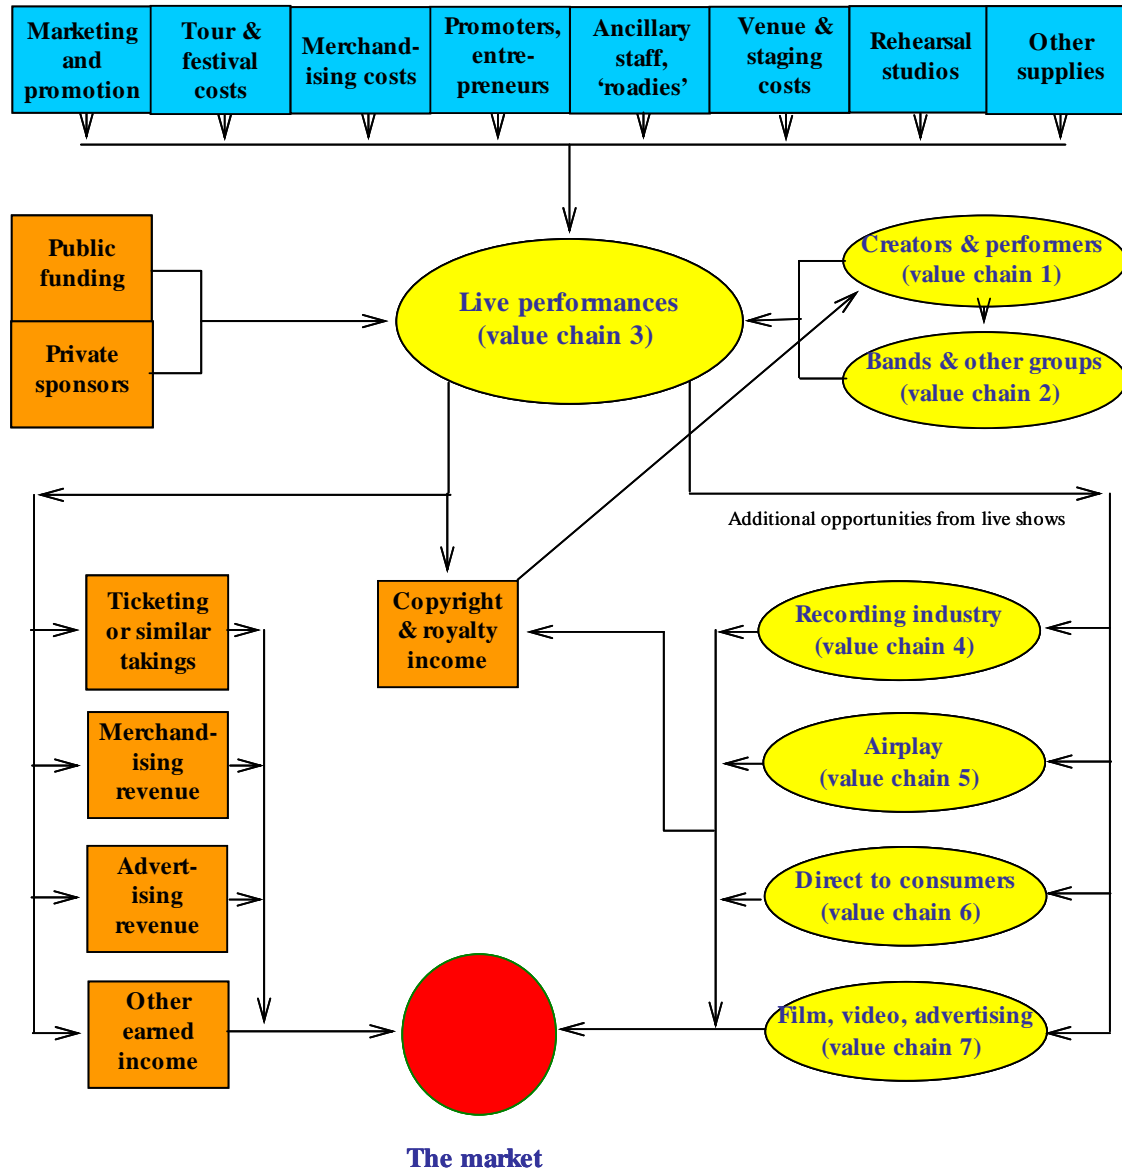 Marketing
and
promotion
Tour &
festival
costs
Merchand-
ising costs
Promoters,
entre-
preneurs
Ancillary
staff,
‘roadies’
Venue &
staging
costs
Rehearsal
studios
Other
supplies
Public
funding
Private
sponsors
Live performances
(value chain 3)
Creators & performers
(value chain 1)
Bands & other groups
(value chain 2)
Additional opportunities from live shows
Ticketing
or similar
takings
Merchand-
ising
revenue
Advert-
ising
revenue
Other
earned
income
Copyright
& royalty
income
Recording industry
(value chain 4)
Airplay
(value chain 5)
Direct to consumers
(value chain 6)
Film, video, advertising
(value chain 7)
The market